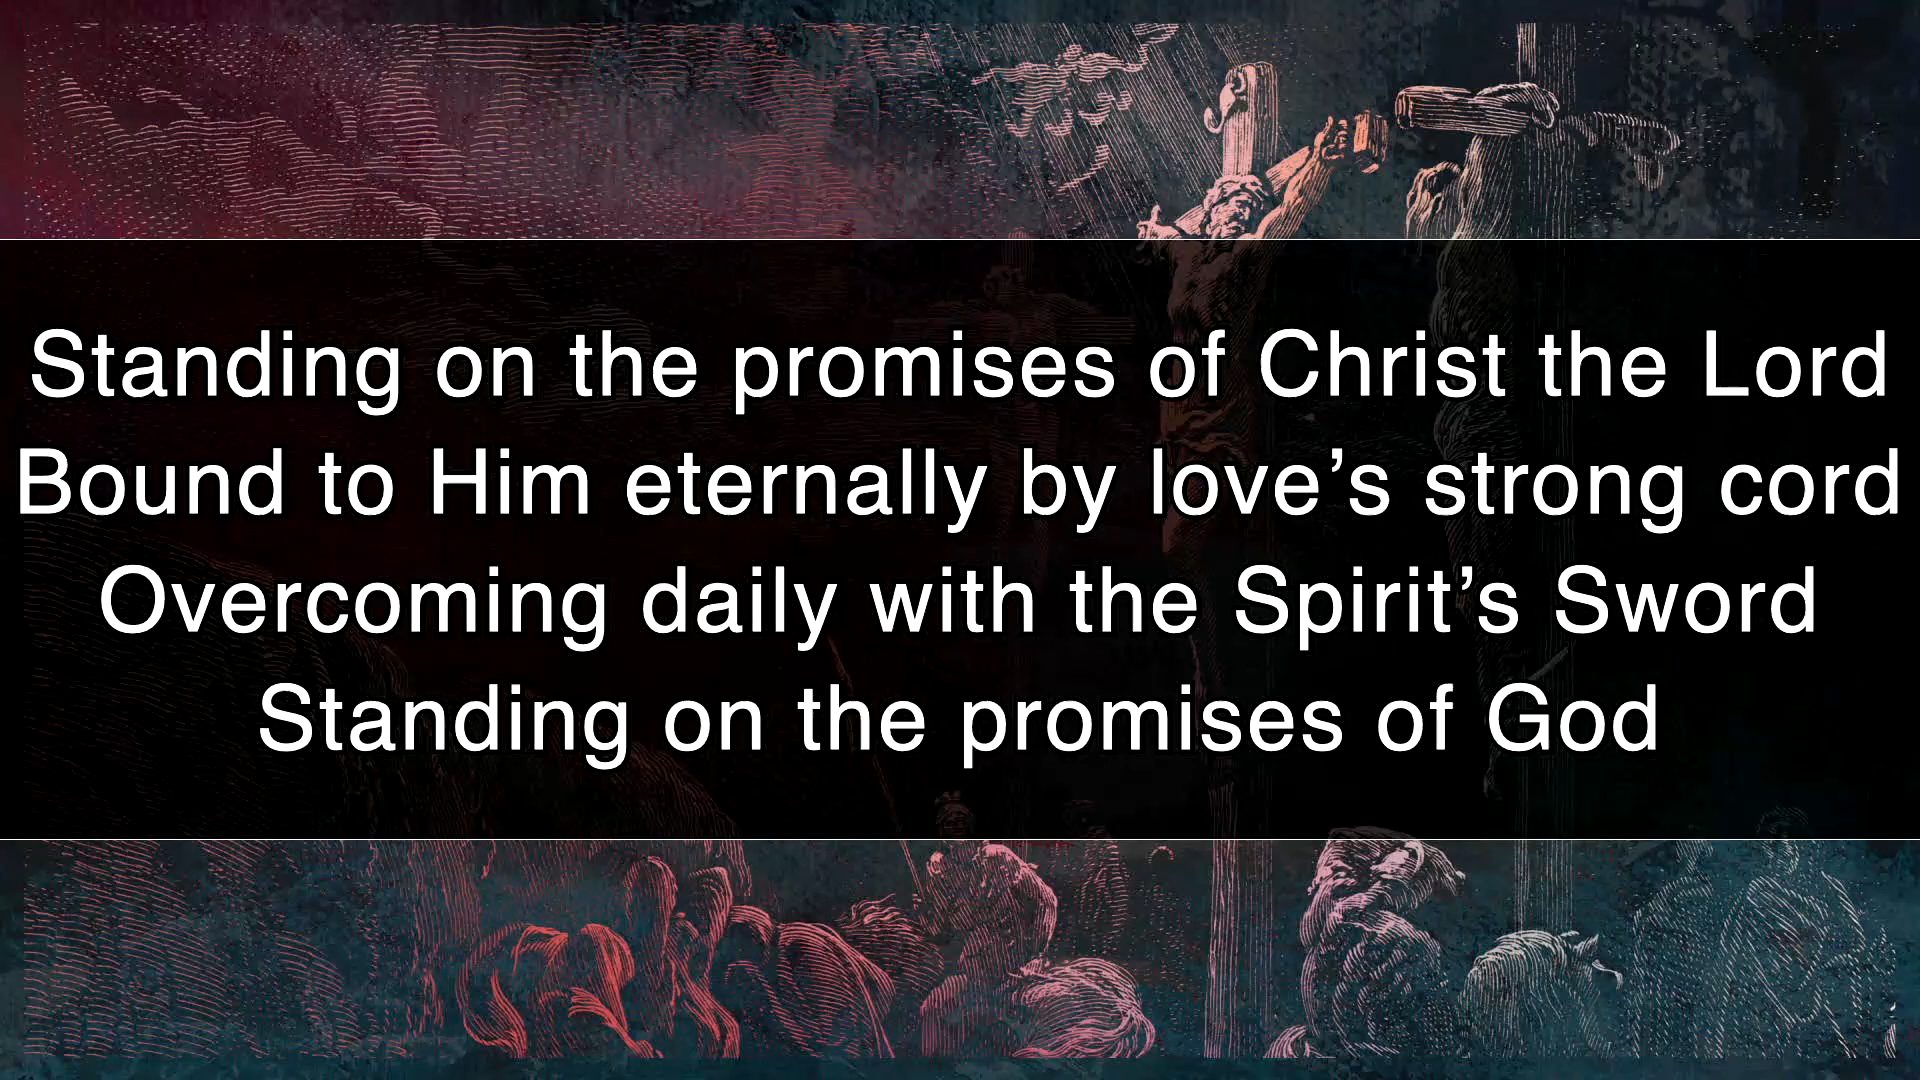 Standing on the promises of Christ the Lord
Bound to Him eternally by love’s strong cord
Overcoming daily with the Spirit’s Sword
Standing on the promises of God